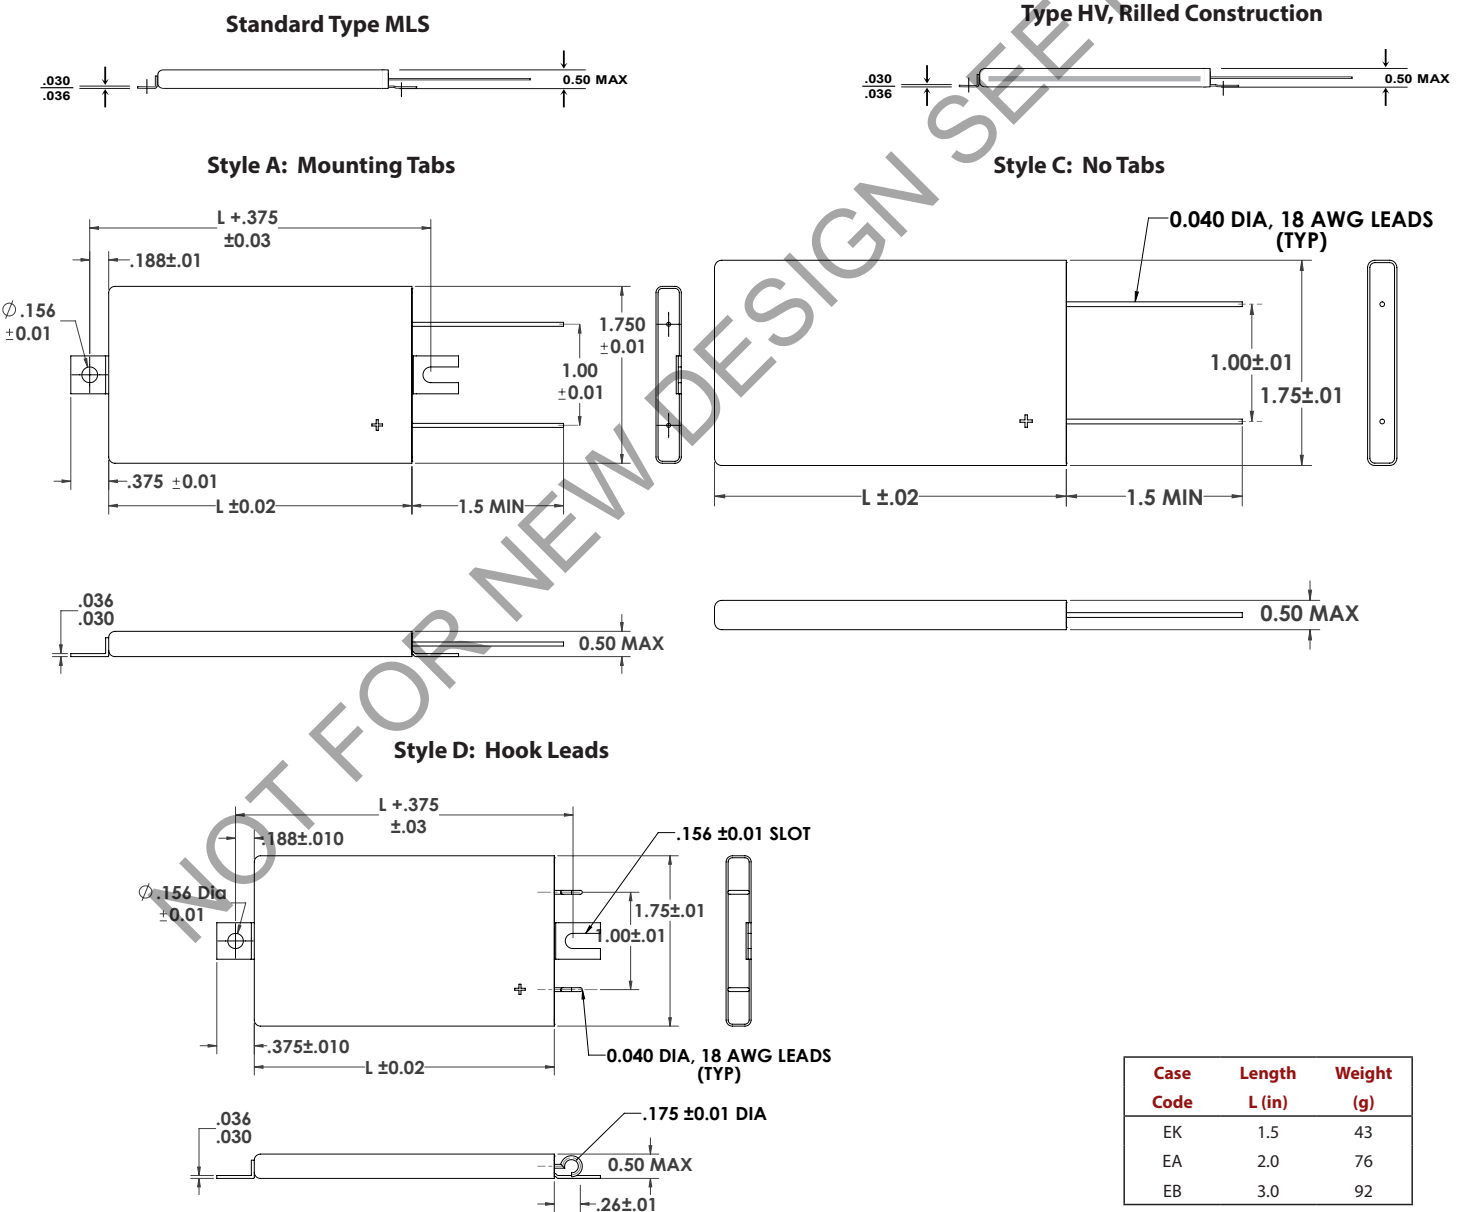 Standard Type MLS
Type HV, Rilled Construction
.030
.036
0.50 MAX
.030
.036
0.50 MAX
Style A: Mounting Tabs
Style C: No Tabs
L +.375
±0.03
.188±.01
∅ .156
±0.01
1.750
±0.01
1.00
±0.01
+
.375 ±0.01
L ±0.02
1.5 MIN
0.040 DIA, 18 AWG LEADS
(TYP)
1.00±.01
1.75±.01
+
L ±.02
1.5 MIN
.036
.030
0.50 MAX
0.50 MAX
Style D: Hook Leads
L +.375
±.03
.188±.010
.156 ±0.01 SLOT
∅ .156 Dia
±0.01
1.75±.01
1.00±.01
+
.375±.010
L ±0.02
0.040 DIA, 18 AWG LEADS
(TYP)
.036
.030
.175 ±0.01 DIA
0.50 MAX
.26±.01
Case Length Weight
Code L (in) (g)
EK 1.5 43
EA 2.0 76
EB 3.0 92
NOT FOR NEW DESIGN SEE